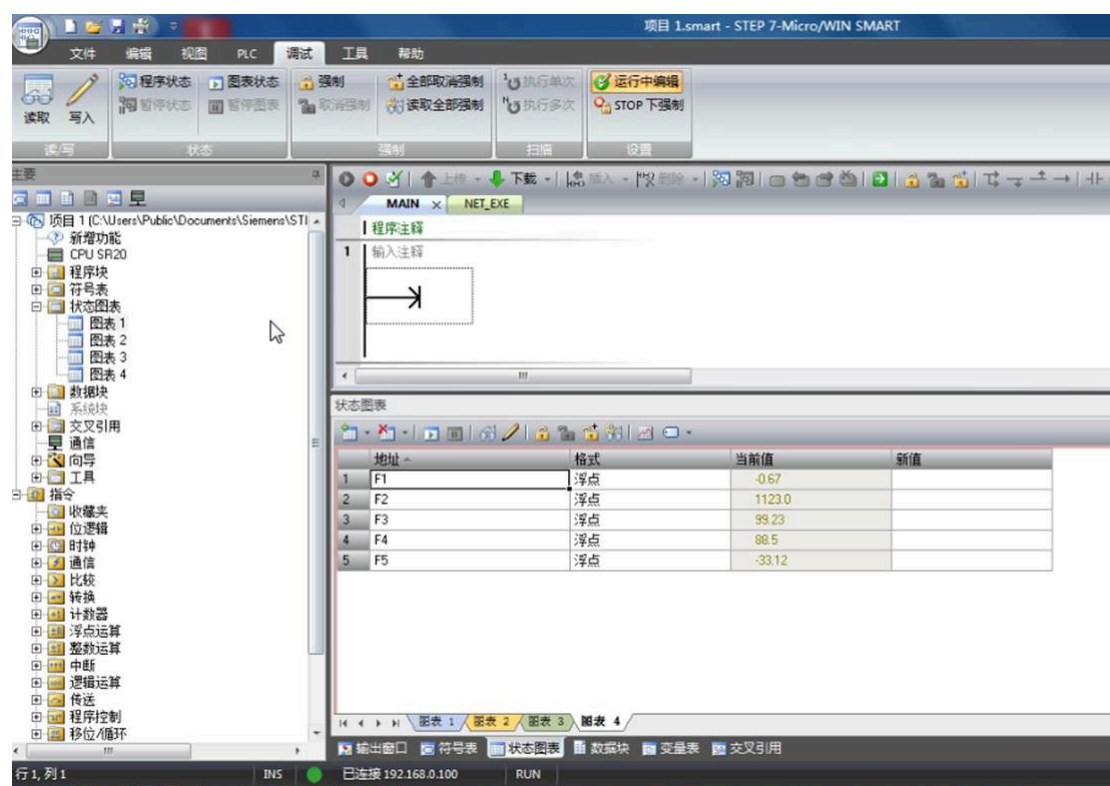 项目 1.smart - STEP 7-Micro/WIN SMART
文件 编辑 视图 PLC 调试 工具 帮助
读取 写入
程序状态 图表状态
暂停状态 暂停图表
强制 全部取消强制
取消强制 读取全部强制
执行单次
执行多次
运行中编辑
STOP 下强制
读/写 状态 强制 扫描 设置
主要
项目 1 (C:\Users\Public\Documents\Siemens\STI
新增功能
CPU SR20
程序块
符号表
状态图表
图表 1
图表 2
图表 3
图表 4
数据块
系统块
交叉引用
通信
向导
工具
指令
收藏夹
位逻辑
时钟
通信
比较
转换
计数器
浮点运算
整数运算
中断
逻辑运算
传送
程序控制
移位/循环
上传 下载 插入 删除
MAIN NET_EXE
程序注释
1 输入注释
状态图表
地址 格式 当前值 新值
1 F1 浮点 -0.67
2 F2 浮点 1123.0
3 F3 浮点 99.23
4 F4 浮点 88.5
5 F5 浮点 -33.12
图表 1 图表 2 图表 3 图表 4
输出窗口 符号表 状态图表 数据块 变量表 交叉引用
行 1, 列 1 INS 已连接 192.168.0.100 RUN